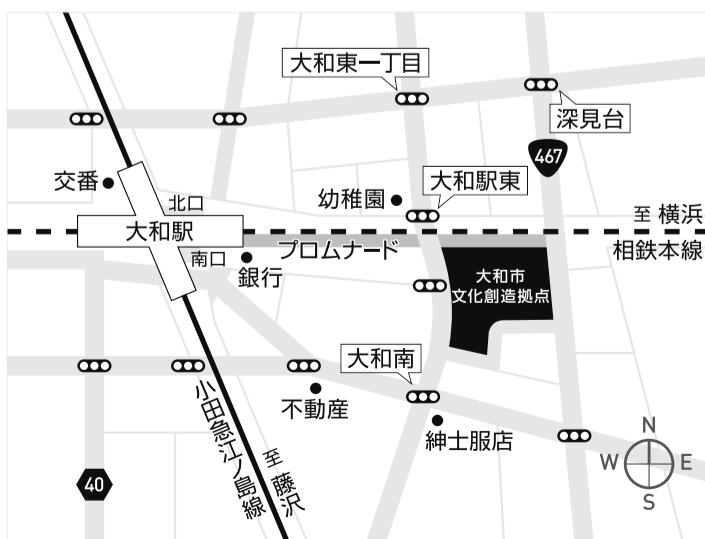 大和東一丁目
深見台
467
交番
北口
幼稚園
大和駅東
至 横浜
大和駅
プロムナード
相鉄本線
南口
銀行
大和市
文化創造拠点
大和南
不動産
紳士服店
小田急江ノ島線
至 藤沢
40
N
W
E
S